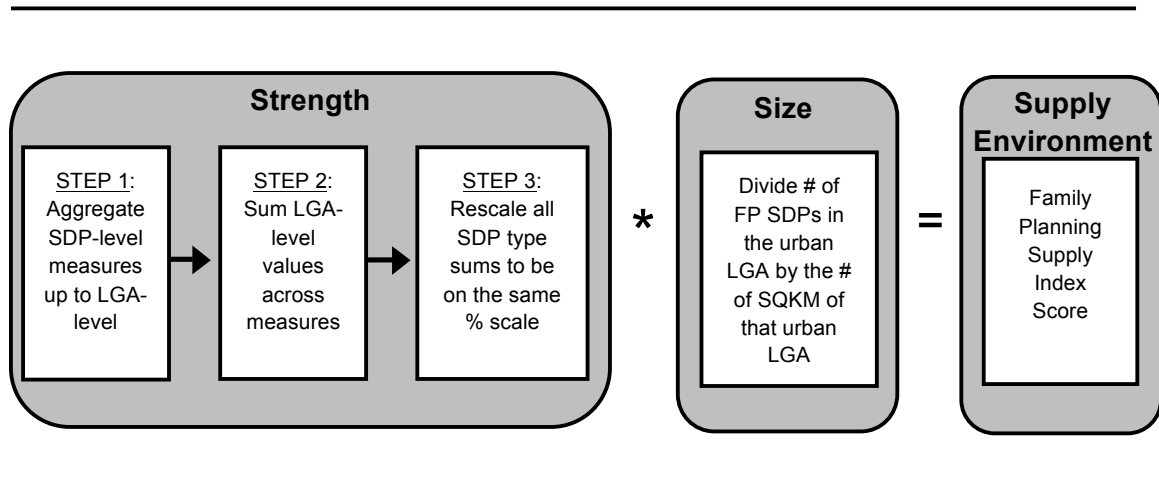 Strength
STEP 1:
Aggregate
SDP-level
measures
up to LGA-
level
STEP 2:
Sum LGA-
level
values
across
measures
STEP 3:
Rescale all
SDP type
sums to be
on the same
% scale
*
Size
Divide # of
FP SDPs in
the urban
LGA by the #
of SQKM of
that urban
LGA
=
Supply
Environment
Family
Planning
Supply
Index
Score